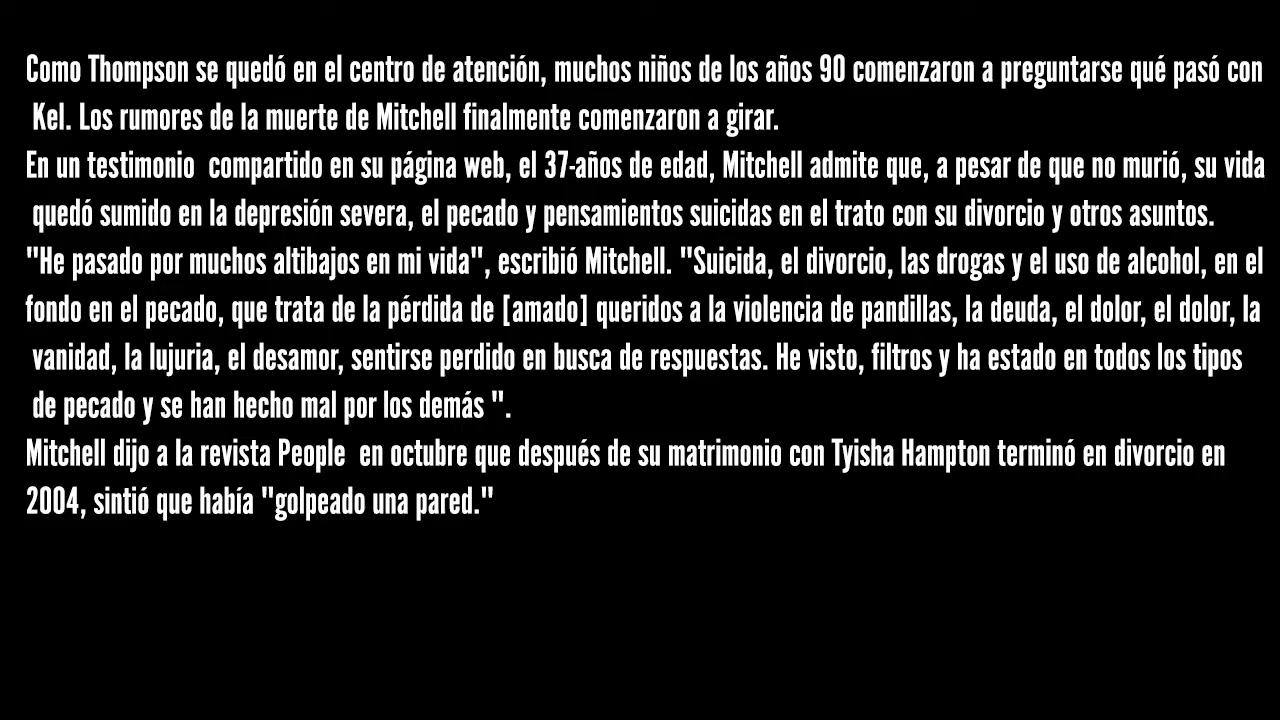 Como Thompson se quedó en el centro de atención, muchos niños de los años 90 comenzaron a preguntarse qué pasó con
Kel. Los rumores de la muerte de Mitchell finalmente comenzaron a girar.
En un testimonio compartido en su página web, el 37-años de edad, Mitchell admite que, a pesar de que no murió, su vida
quedó sumido en la depresión severa, el pecado y pensamientos suicidas en el trato con su divorcio y otros asuntos.
"He pasado por muchos altibajos en mi vida", escribió Mitchell. "Suicida, el divorcio, las drogas y el uso de alcohol, en el
fondo en el pecado, que trata de la pérdida de [amado] queridos a la violencia de pandillas, la deuda, el dolor, el dolor, la
vanidad, la lujuria, el desamor, sentirse perdido en busca de respuestas. He visto, filtros y ha estado en todos los tipos
de pecado y se han hecho mal por los demás ".
Mitchell dijo a la revista People en octubre que después de su matrimonio con Tyisha Hampton terminó en divorcio en
2004, sintió que había "golpeado una pared."